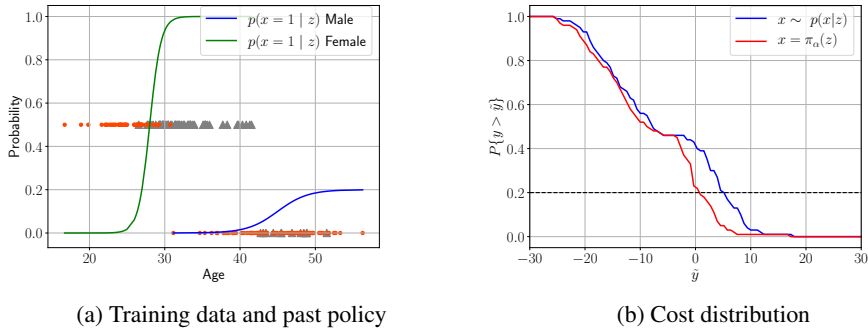 p(x = 1 | z) Male
p(x = 1 | z) Female
1.0
0.8
0.6
0.4
0.2
0.0
Probability
20
30
40
50
Age
(a) Training data and past policy
x ∼ p(x|z)
x = π_α(z)
1.0
0.8
0.6
0.4
0.2
0.0
P{y > ỹ}
−30
−20
−10
0
10
20
30
ỹ
(b) Cost distribution